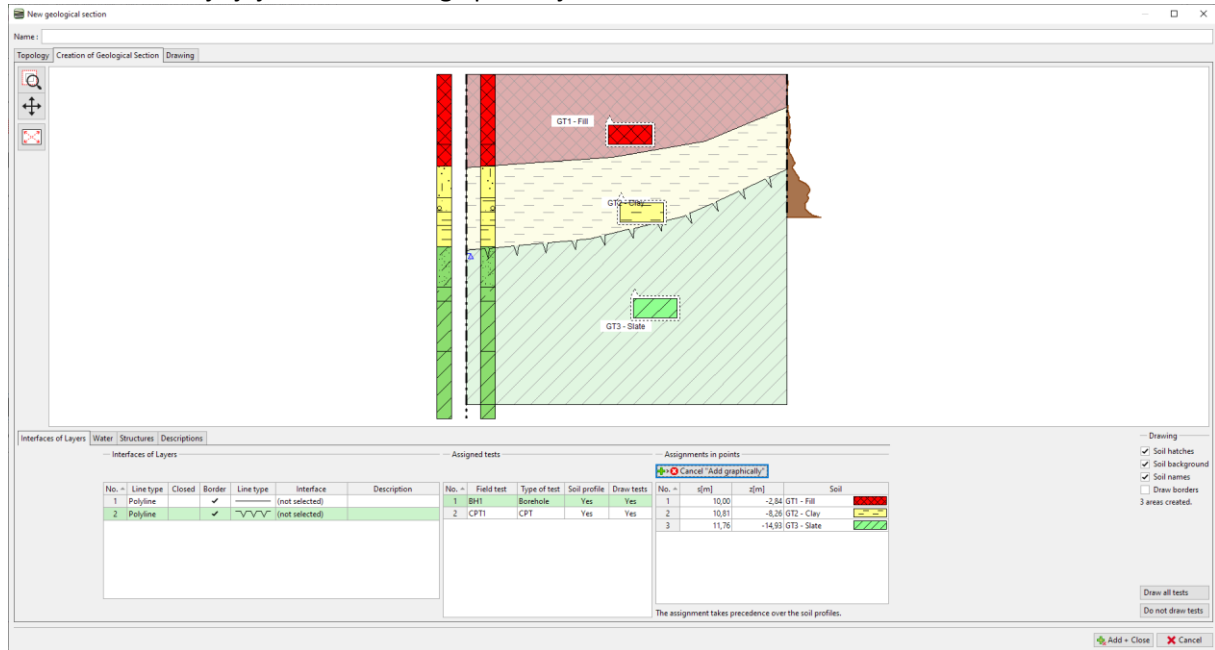 New geological section
Name :
Topology Creation of Geological Section Drawing
GT1 - Fill
GT2 - Clay
GT3 - Slate
Interfaces of Layers Water Structures Descriptions
Interfaces of Layers
No. Line type Closed Border Line type Interface Description
1 Polyline (not selected)
2 Polyline (not selected)
Assigned tests
No. Field test Type of test Soil profile Draw tests
1 BH1 Borehole Yes Yes
2 CPT1 CPT Yes Yes
Assignments in points
Cancel "Add graphically"
No. s[m] z[m] Soil
1 10,00 -2,84 GT1 - Fill
2 10,81 -8,26 GT2 - Clay
3 11,76 -14,93 GT3 - Slate
The assignment takes precedence over the soil profiles.
Drawing
Soil hatches
Soil background
Soil names
Draw borders
3 areas created.
Draw all tests
Do not draw tests
Add + Close Cancel